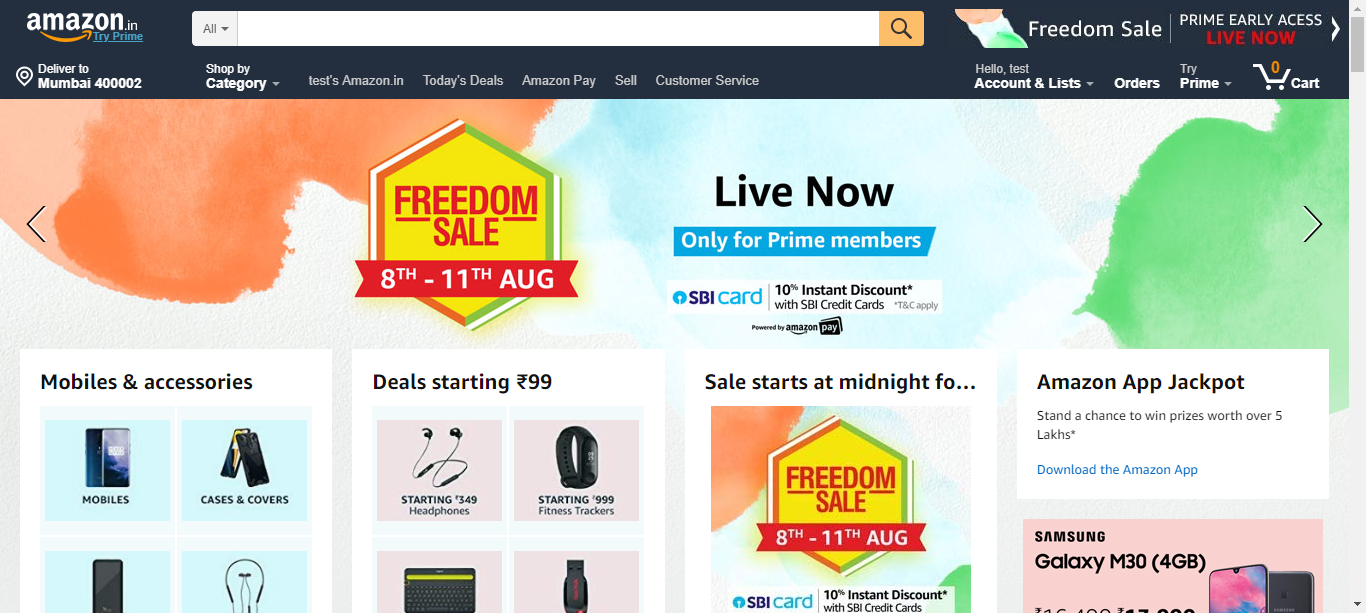 amazon.in
Try Prime
All
Freedom Sale
PRIME EARLY ACESS
LIVE NOW
Deliver to
Mumbai 400002
Shop by
Category
test's Amazon.in
Today's Deals
Amazon Pay
Sell
Customer Service
Hello, test
Account & Lists
Orders
Try
Prime
0
Cart
FREEDOM
SALE
8TH - 11TH AUG
Live Now
Only for Prime members
SBI card
10% Instant Discount*
with SBI Credit Cards *T&C apply
Powered by amazon pay
Mobiles & accessories
MOBILES
CASES & COVERS
Deals starting ₹99
STARTING ₹349
Headphones
STARTING ₹999
Fitness Trackers
Sale starts at midnight fo...
FREEDOM
SALE
8TH - 11TH AUG
SBI card
10% Instant Discount*
with SBI Credit Cards
Amazon App Jackpot
Stand a chance to win prizes worth over 5
Lakhs*
Download the Amazon App
SAMSUNG
Galaxy M30 (4GB)